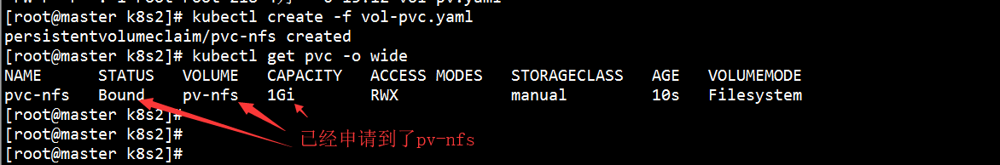 [root@master k8s2]# kubectl create -f vol-pvc.yaml
persistentvolumeclaim/pvc-nfs created
[root@master k8s2]# kubectl get pvc -o wide
NAME STATUS VOLUME CAPACITY ACCESS MODES STORAGECLASS AGE VOLUMEMODE
pvc-nfs Bound pv-nfs 1Gi RWX manual 10s Filesystem
[root@master k8s2]#
[root@master k8s2]#
已经申请到了pv-nfs
[root@master k8s2]#